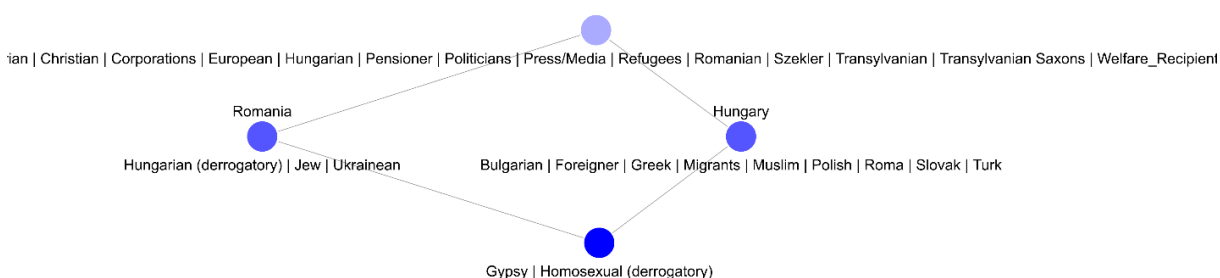 | Christian | Corporations | European | Hungarian | Pensioner | Politicians | Press/Media | Refugees | Romanian | Szekler | Transylvanian | Transylvanian Saxons | Welfare_Recipient
Romania
Hungary
Hungarian (derrogatory) | Jew | Ukrainean
Bulgarian | Foreigner | Greek | Migrants | Muslim | Polish | Roma | Slovak | Turk
Gypsy | Homosexual (derrogatory)